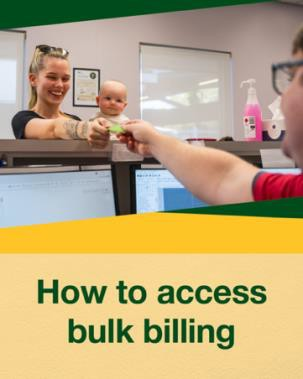 How to access
bulk billing